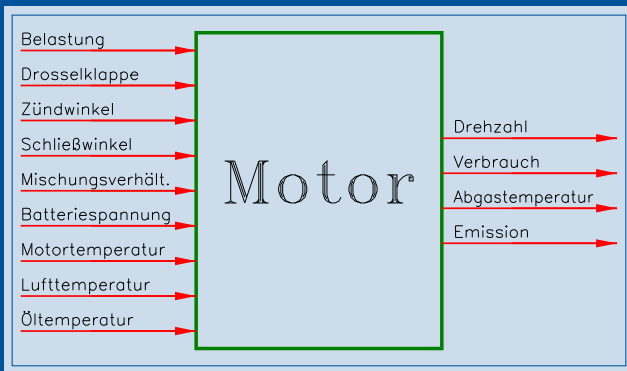 Belastung
Drosselklappe
Zündwinkel
Schließwinkel
Mischungsverhält.
Batteriespannung
Motortemperatur
Lufttemperatur
Öltemperatur
Motor
Drehzahl
Verbrauch
Abgastemperatur
Emission